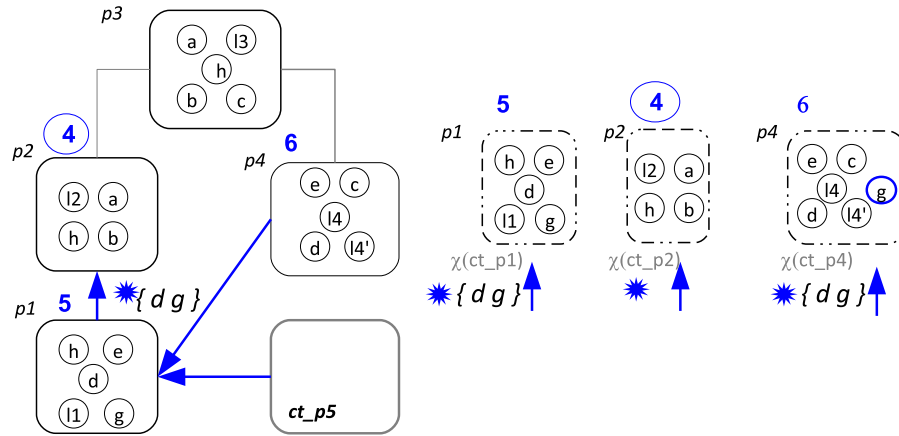 p3
a l3
h
b c
4
p2
l2 a
h b
6
p4
e c
l4
d l4'
{ d g }
p1
5
h e
d
l1 g
ct_p5
5
p1
h e
d
l1 g
χ(ct_p1)
{ d g }
4
p2
l2 a
h b
χ(ct_p2)
6
p4
e c
l4 g
d l4'
χ(ct_p4)
{ d g }